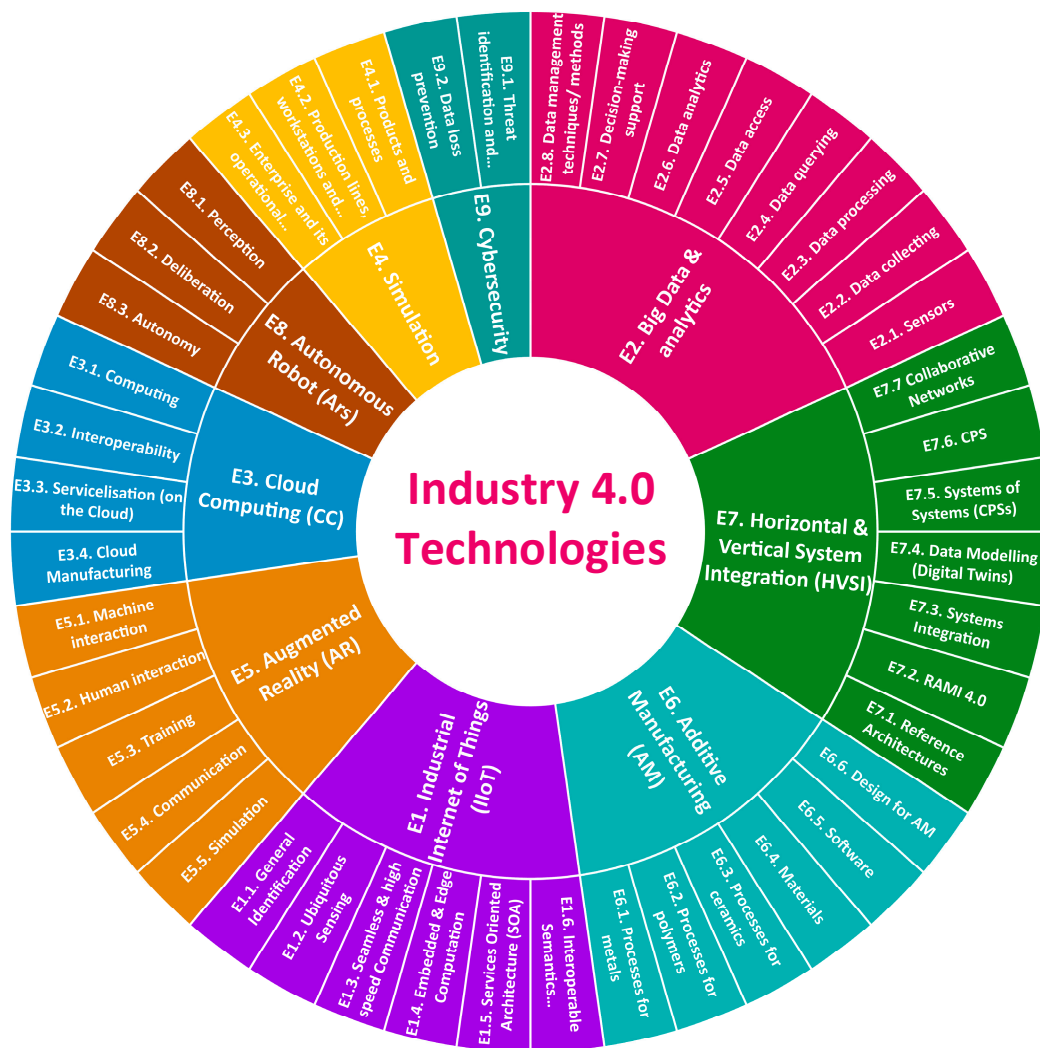 Industry 4.0
Technologies
E2. Big Data &
analytics
E2.8. Data management
techniques/ methods
E2.7. Decision-making
support
E2.6. Data analytics
E2.5. Data access
E2.4. Data querying
E2.3. Data processing
E2.2. Data collecting
E2.1. Sensors
E7. Horizontal &
Vertical System
Integration (HVSI)
E7.7 Collaborative
Networks
E7.6. CPS
E7.5. Systems of
Systems (CPSs)
E7.4. Data Modelling
(Digital Twins)
E7.3. Systems
Integration
E7.2. RAMI 4.0
E7.1. Reference
Architectures
E6. Additive
Manufacturing
(AM)
E6.6. Design for AM
E6.5. Software
E6.4. Materials
E6.3. Processes for
ceramics
E6.2. Processes for
polymers
E6.1. Processes for
metals
E1. Industrial
Internet of Things
(IIoT)
E1.6. Interoperable
Semantics...
E1.5. Services Oriented
Architecture (SOA)
E1.4. Embedded & Edge
Computation
E1.3. Seamless & high
speed Communication
E1.2. Ubiquitous
Sensing
E1.1. General
Identification
E5. Augmented
Reality (AR)
E5.5. Simulation
E5.4. Communication
E5.3. Training
E5.2. Human interaction
E5.1. Machine
interaction
E3. Cloud
Computing (CC)
E3.4. Cloud
Manufacturing
E3.3. Servicelisation (on
the Cloud)
E3.2. Interoperability
E3.1. Computing
E8. Autonomous
Robot (Ars)
E8.3. Autonomy
E8.2. Deliberation
E8.1. Perception
E4. Simulation
E4.3. Enterprise and its
operational...
E4.2. Production lines,
workstations and...
E4.1. Products and
processes
E9. Cybersecurity
E9.2. Data loss
prevention
E9.1. Threat
identification and...